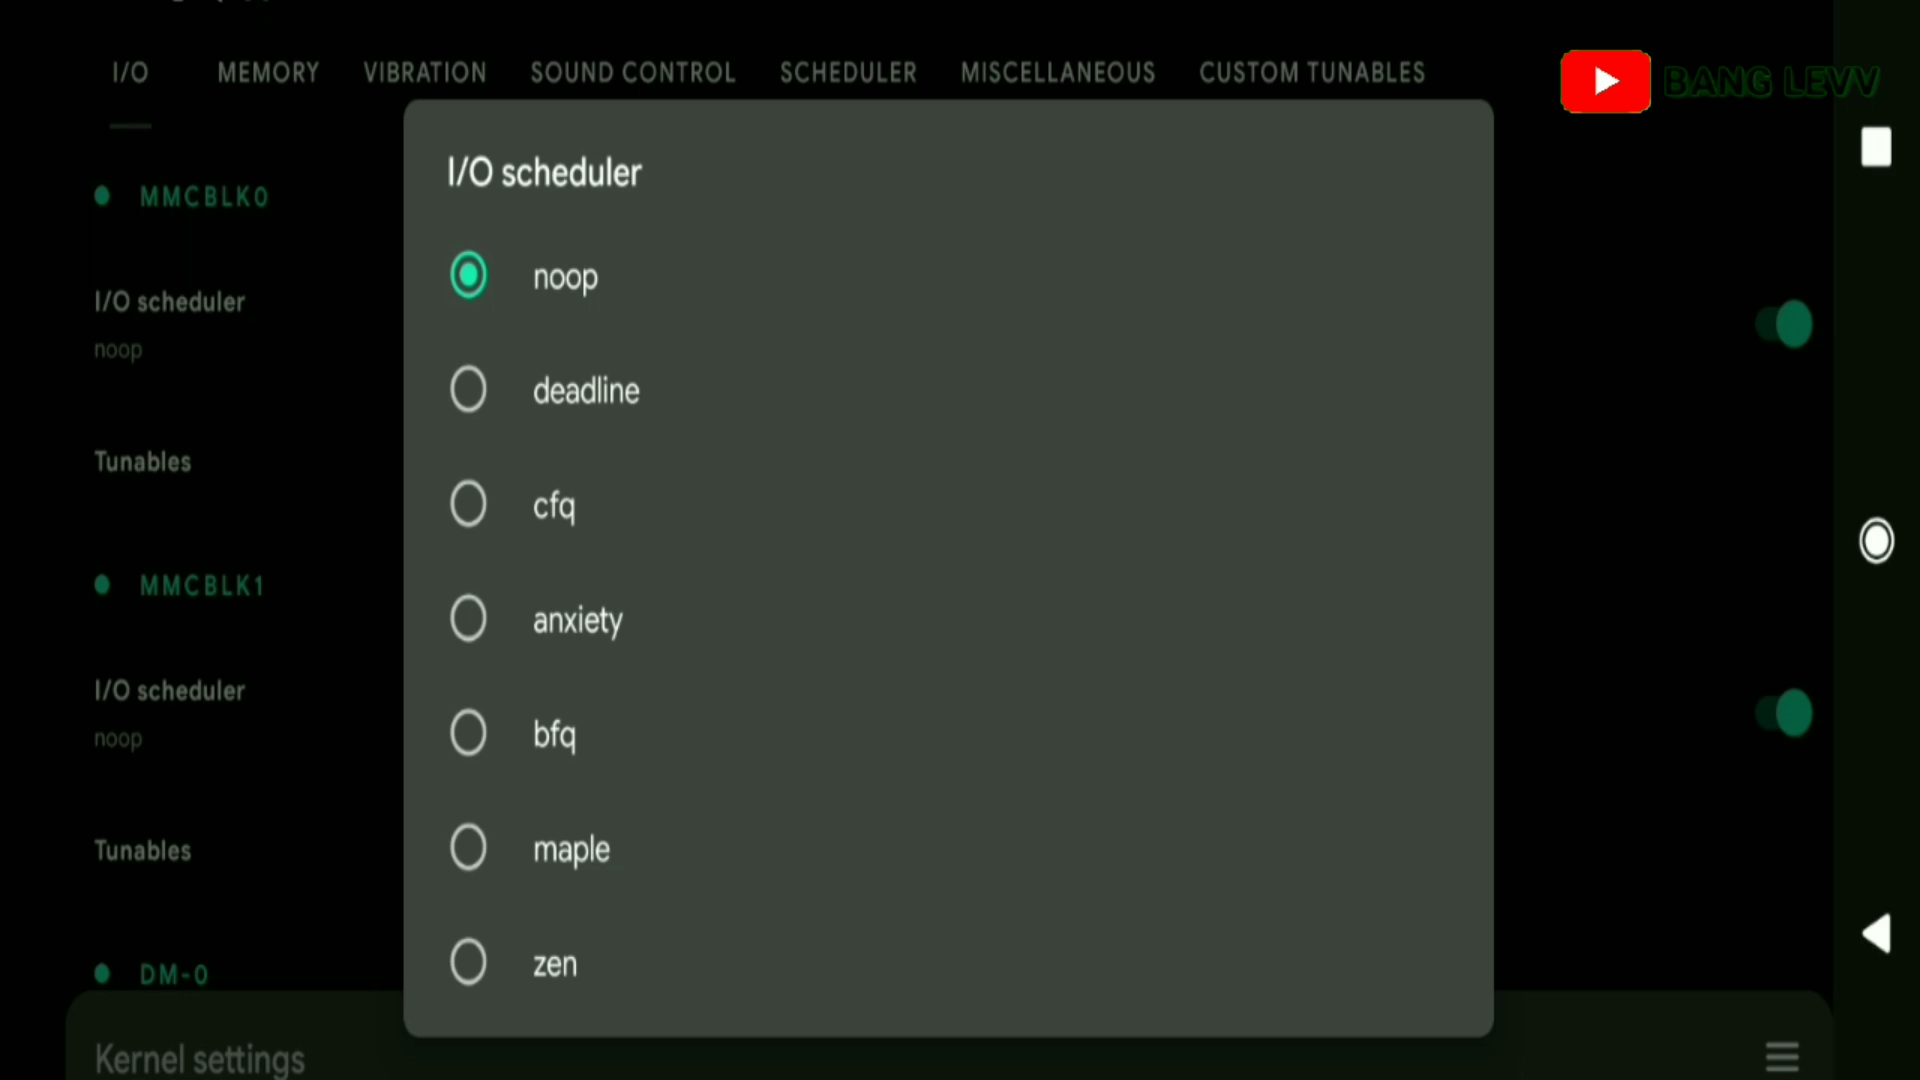 I/O MEMORY VIBRATION SOUND CONTROL SCHEDULER MISCELLANEOUS CUSTOM TUNABLES
BANG LEVV
I/O scheduler
noop
deadline
cfq
anxiety
bfq
maple
zen
MMCBLK0
I/O scheduler
noop
Tunables
MMCBLK1
I/O scheduler
noop
Tunables
DM-0
Kernel settings